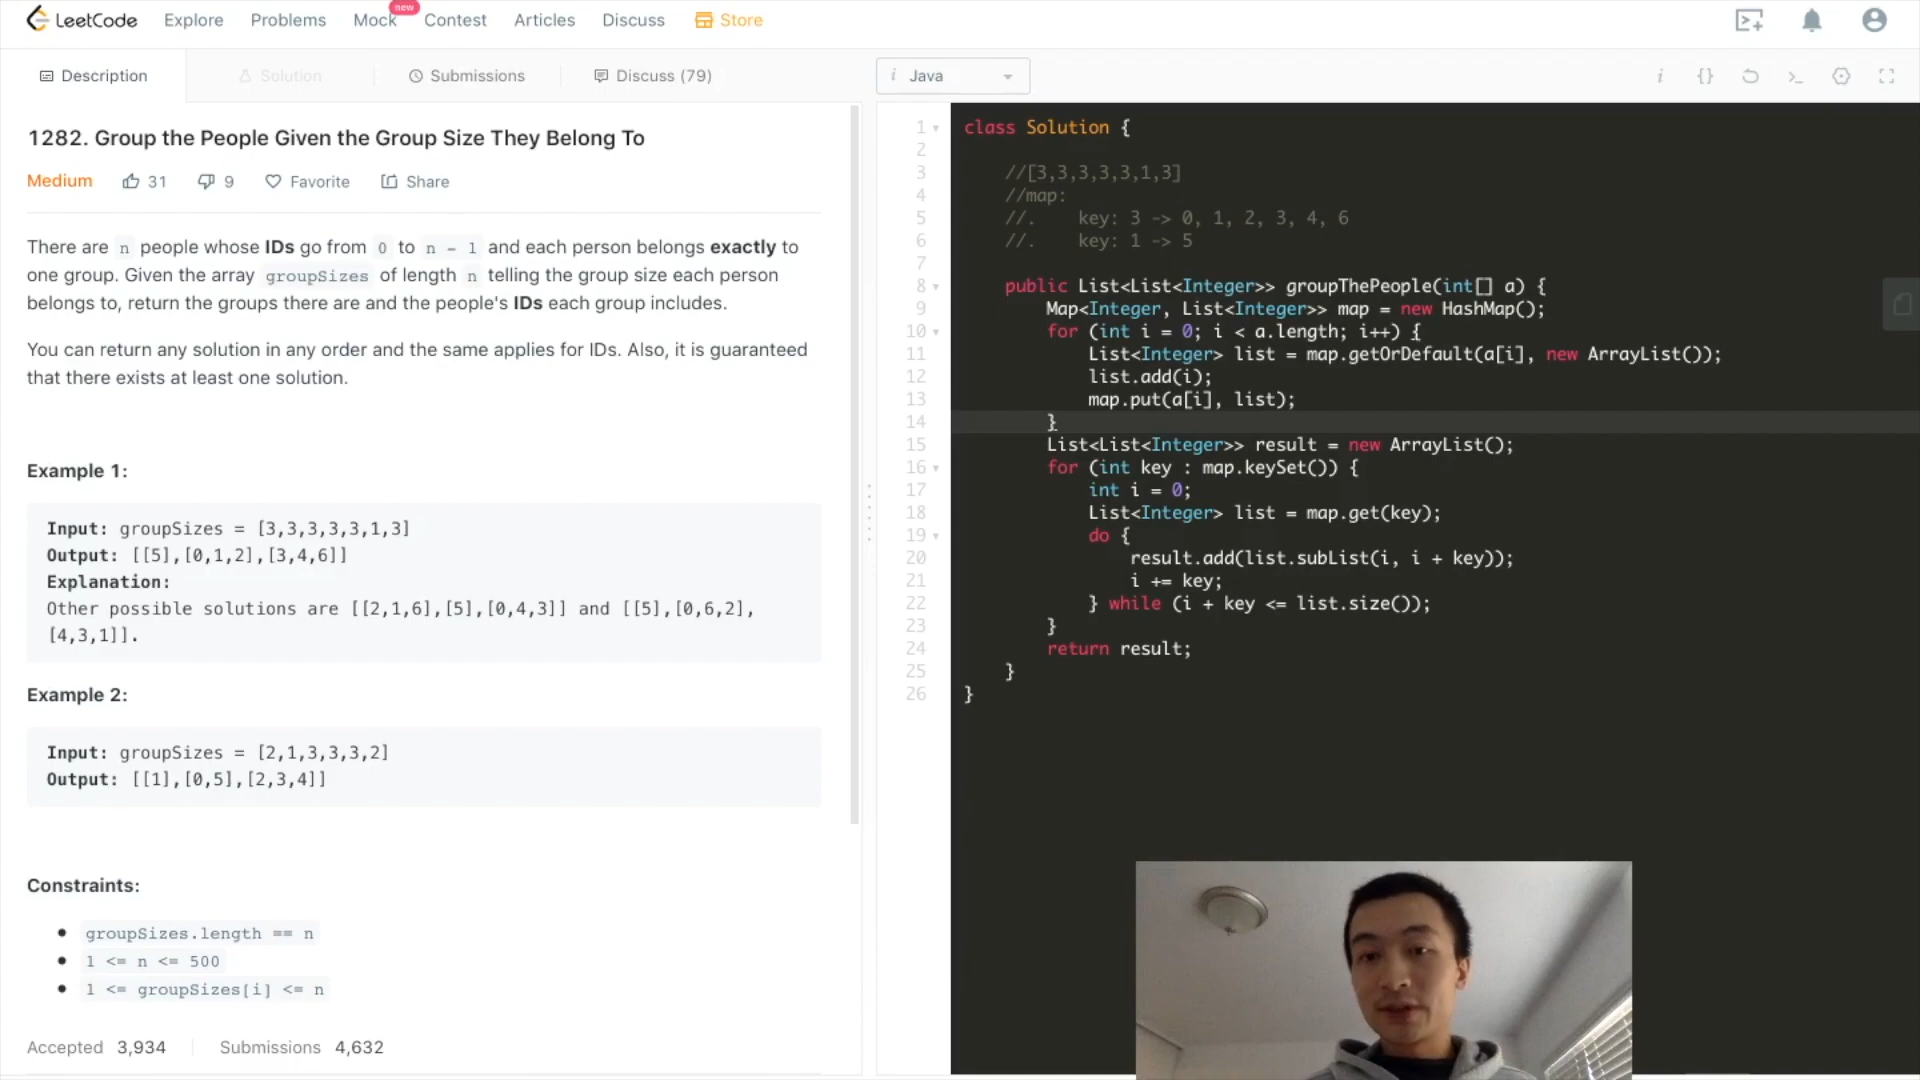 LeetCode Explore Problems Mock new Contest Articles Discuss Store
Description Solution Submissions Discuss (79)
i Java
1282. Group the People Given the Group Size They Belong To
Medium 31 9 Favorite Share
There are n people whose IDs go from 0 to n - 1 and each person belongs exactly to
one group. Given the array groupSizes of length n telling the group size each person
belongs to, return the groups there are and the people's IDs each group includes.
You can return any solution in any order and the same applies for IDs. Also, it is guaranteed
that there exists at least one solution.
Example 1:
Input: groupSizes = [3,3,3,3,3,1,3]
Output: [[5],[0,1,2],[3,4,6]]
Explanation:
Other possible solutions are [[2,1,6],[5],[0,4,3]] and [[5],[0,6,2],
[4,3,1]].
Example 2:
Input: groupSizes = [2,1,3,3,3,2]
Output: [[1],[0,5],[2,3,4]]
Constraints:
groupSizes.length == n
1 <= n <= 500
1 <= groupSizes[i] <= n
Accepted 3,934 Submissions 4,632
1 class Solution {
2
3 //[3,3,3,3,3,1,3]
4 //map:
5 //. key: 3 -> 0, 1, 2, 3, 4, 6
6 //. key: 1 -> 5
7
8 public List<List<Integer>> groupThePeople(int[] a) {
9 Map<Integer, List<Integer>> map = new HashMap();
10 for (int i = 0; i < a.length; i++) {
11 List<Integer> list = map.getOrDefault(a[i], new ArrayList());
12 list.add(i);
13 map.put(a[i], list);
14 }
15 List<List<Integer>> result = new ArrayList();
16 for (int key : map.keySet()) {
17 int i = 0;
18 List<Integer> list = map.get(key);
19 do {
20 result.add(list.subList(i, i + key));
21 i += key;
22 } while (i + key <= list.size());
23 }
24 return result;
25 }
26 }